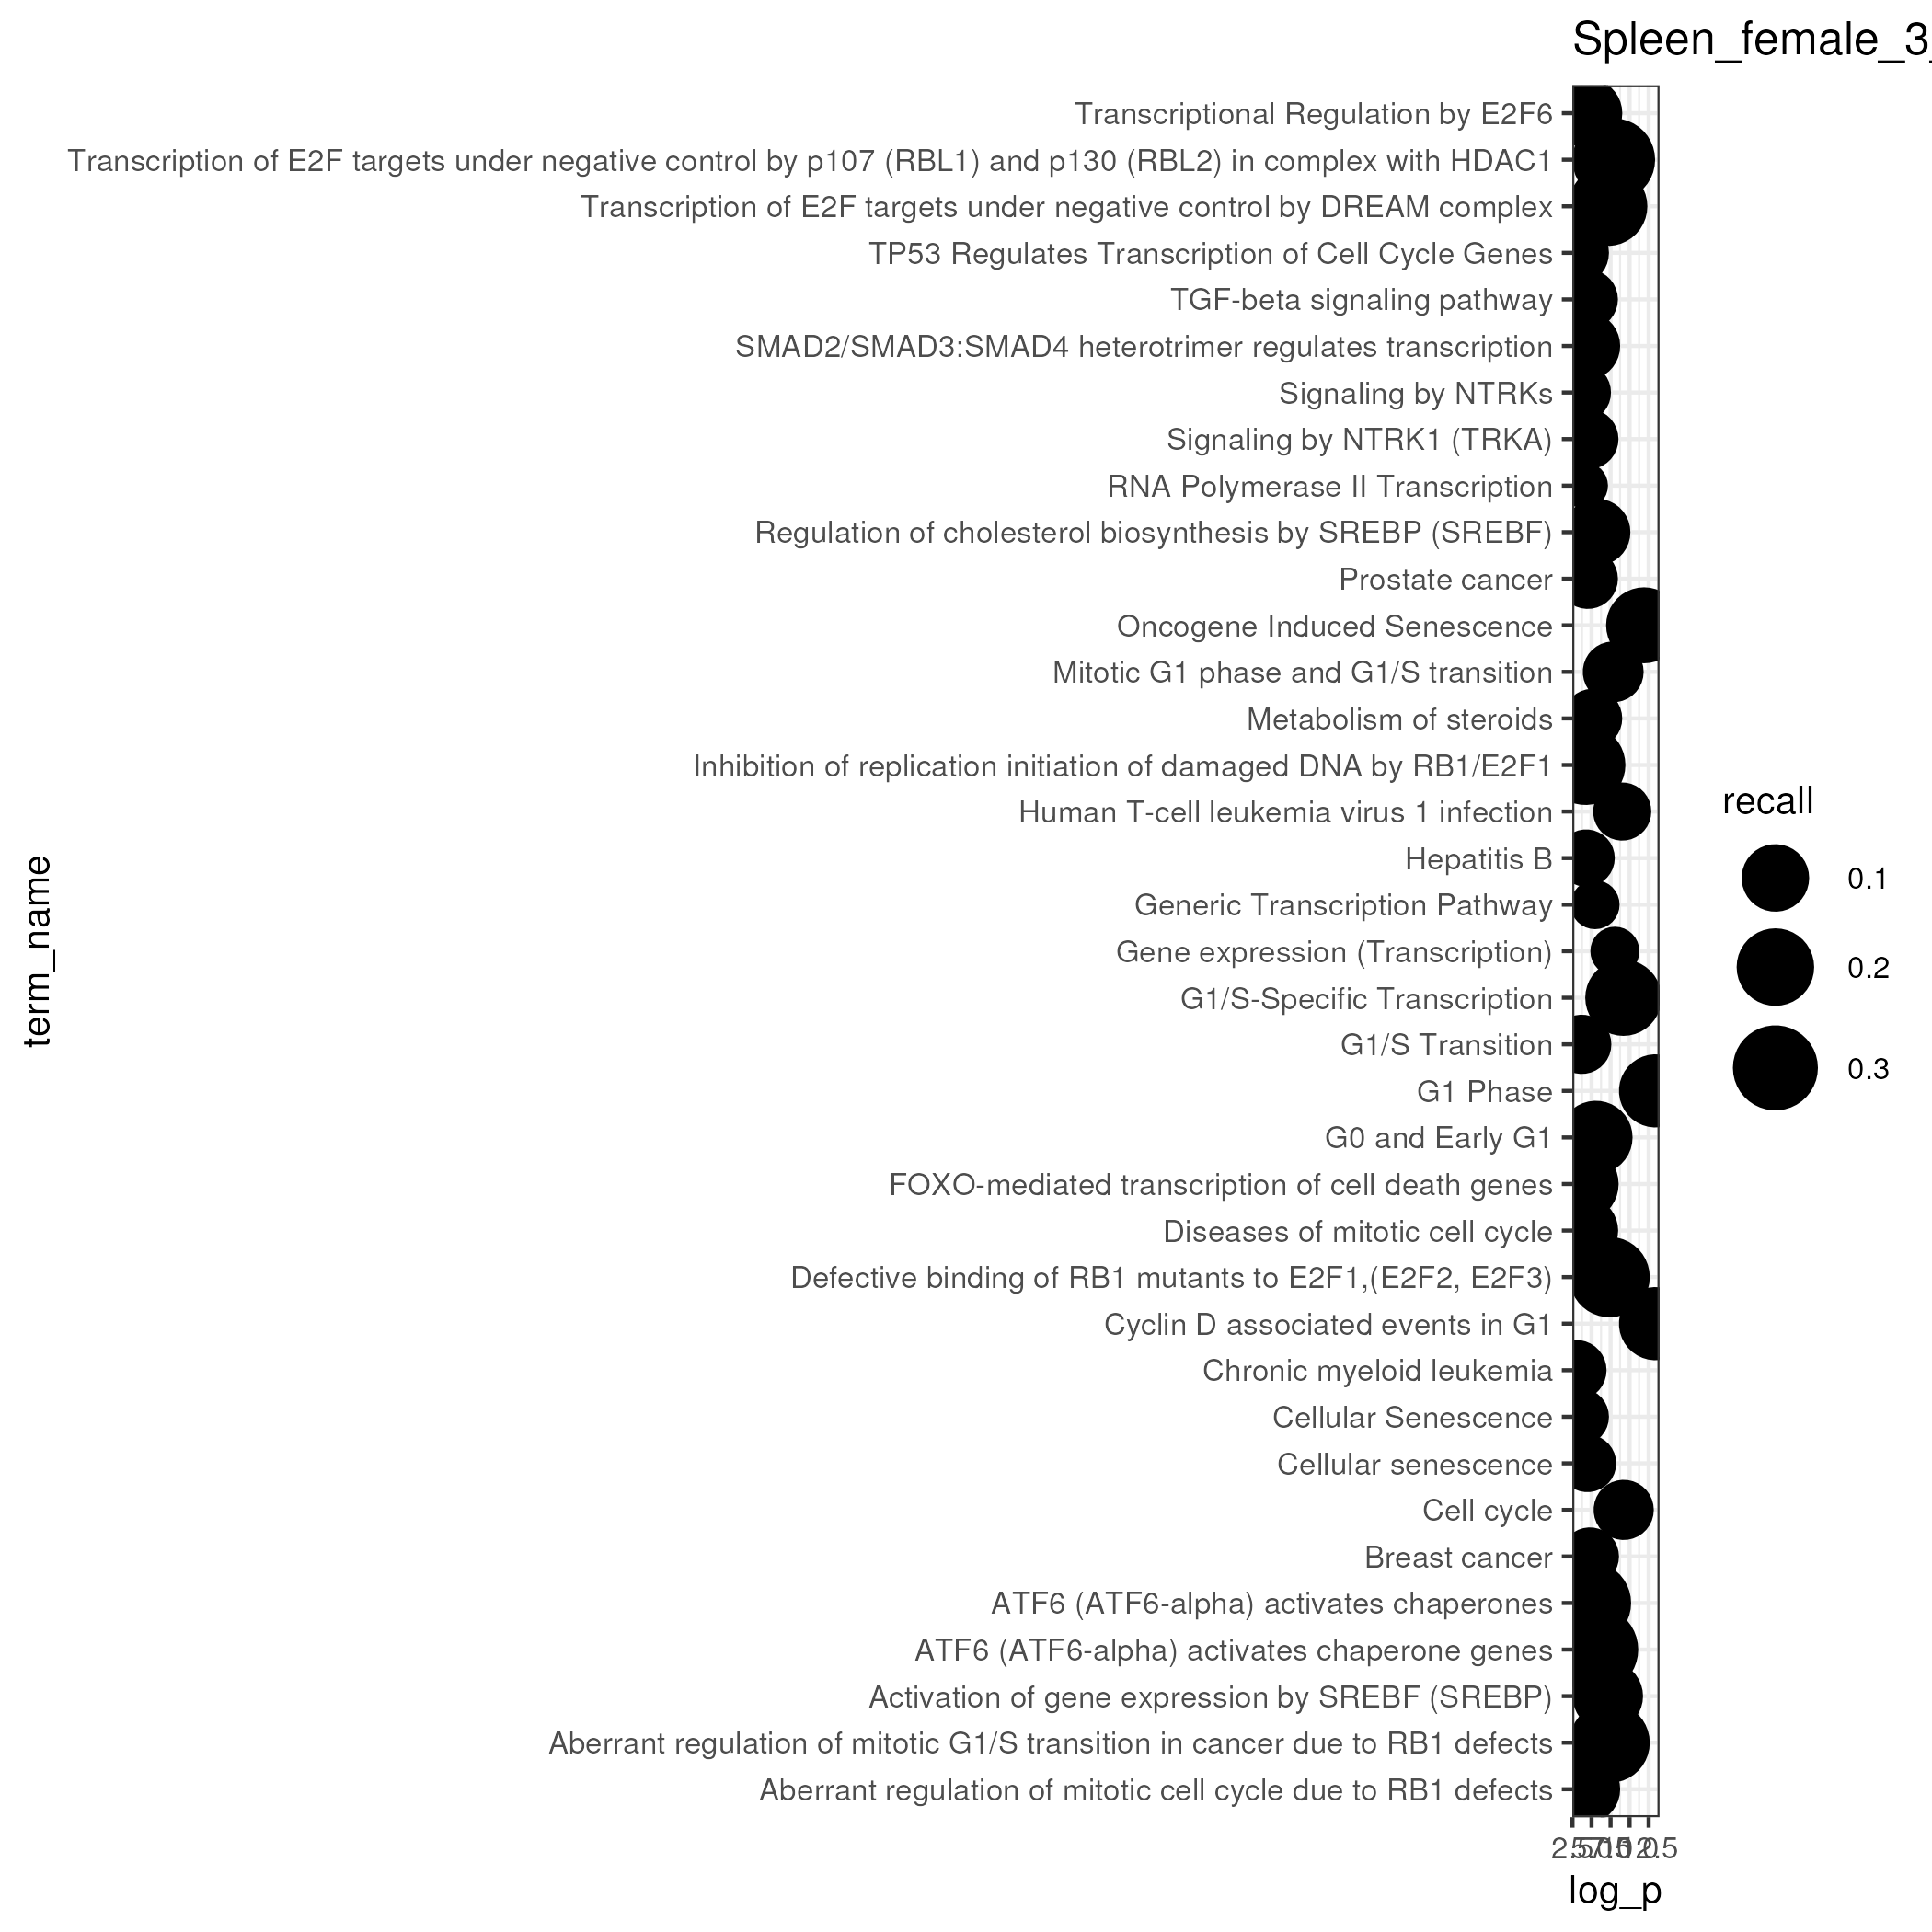 Spleen_female_3_
Transcriptional Regulation by E2F6
Transcription of E2F targets under negative control by p107 (RBL1) and p130 (RBL2) in complex with HDAC1
Transcription of E2F targets under negative control by DREAM complex
TP53 Regulates Transcription of Cell Cycle Genes
TGF-beta signaling pathway
SMAD2/SMAD3:SMAD4 heterotrimer regulates transcription
Signaling by NTRKs
Signaling by NTRK1 (TRKA)
RNA Polymerase II Transcription
Regulation of cholesterol biosynthesis by SREBP (SREBF)
Prostate cancer
Oncogene Induced Senescence
Mitotic G1 phase and G1/S transition
Metabolism of steroids
Inhibition of replication initiation of damaged DNA by RB1/E2F1
Human T-cell leukemia virus 1 infection
Hepatitis B
Generic Transcription Pathway
Gene expression (Transcription)
G1/S-Specific Transcription
G1/S Transition
G1 Phase
G0 and Early G1
FOXO-mediated transcription of cell death genes
Diseases of mitotic cell cycle
Defective binding of RB1 mutants to E2F1,(E2F2, E2F3)
Cyclin D associated events in G1
Chronic myeloid leukemia
Cellular Senescence
Cellular senescence
Cell cycle
Breast cancer
ATF6 (ATF6-alpha) activates chaperones
ATF6 (ATF6-alpha) activates chaperone genes
Activation of gene expression by SREBF (SREBP)
Aberrant regulation of mitotic G1/S transition in cancer due to RB1 defects
Aberrant regulation of mitotic cell cycle due to RB1 defects
term_name
log_p
recall
0.1
0.2
0.3